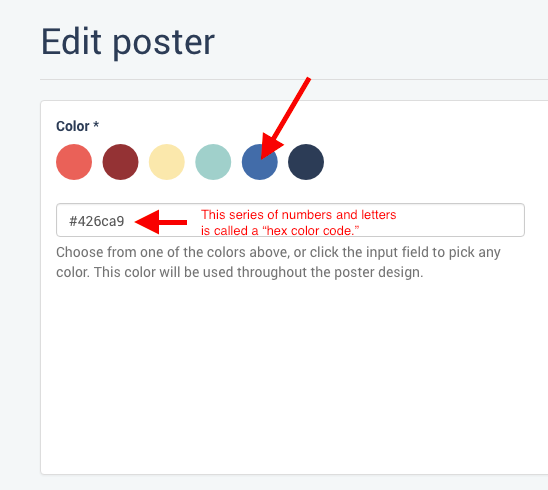 Edit poster
Color *
#426ca9
This series of numbers and letters
is called a “hex color code.”
Choose from one of the colors above, or click the input field to pick any
color. This color will be used throughout the poster design.